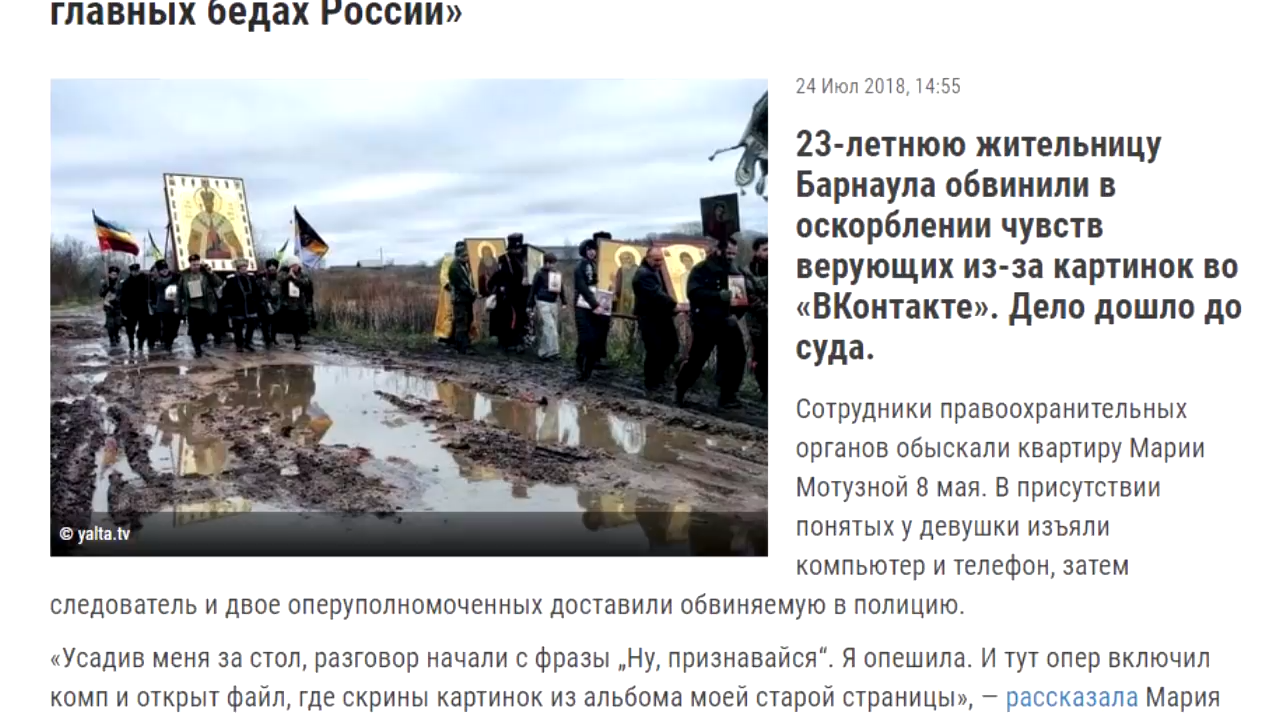 главных бедах России»
24 Июл 2018, 14:55
23-летнюю жительницу
Барнаула обвинили в
оскорблении чувств
верующих из-за картинок во
«ВКонтакте». Дело дошло до
суда.
Сотрудники правоохранительных
органов обыскали квартиру Марии
Мотузной 8 мая. В присутствии
понятых у девушки изъяли
компьютер и телефон, затем
© yalta.tv
следователь и двое оперуполномоченных доставили обвиняемую в полицию.
«Усадив меня за стол, разговор начали с фразы „Ну, признавайся“. Я опешила. И тут опер включил
комп и открыт файл, где скрины картинок из альбома моей старой страницы», — рассказала Мария